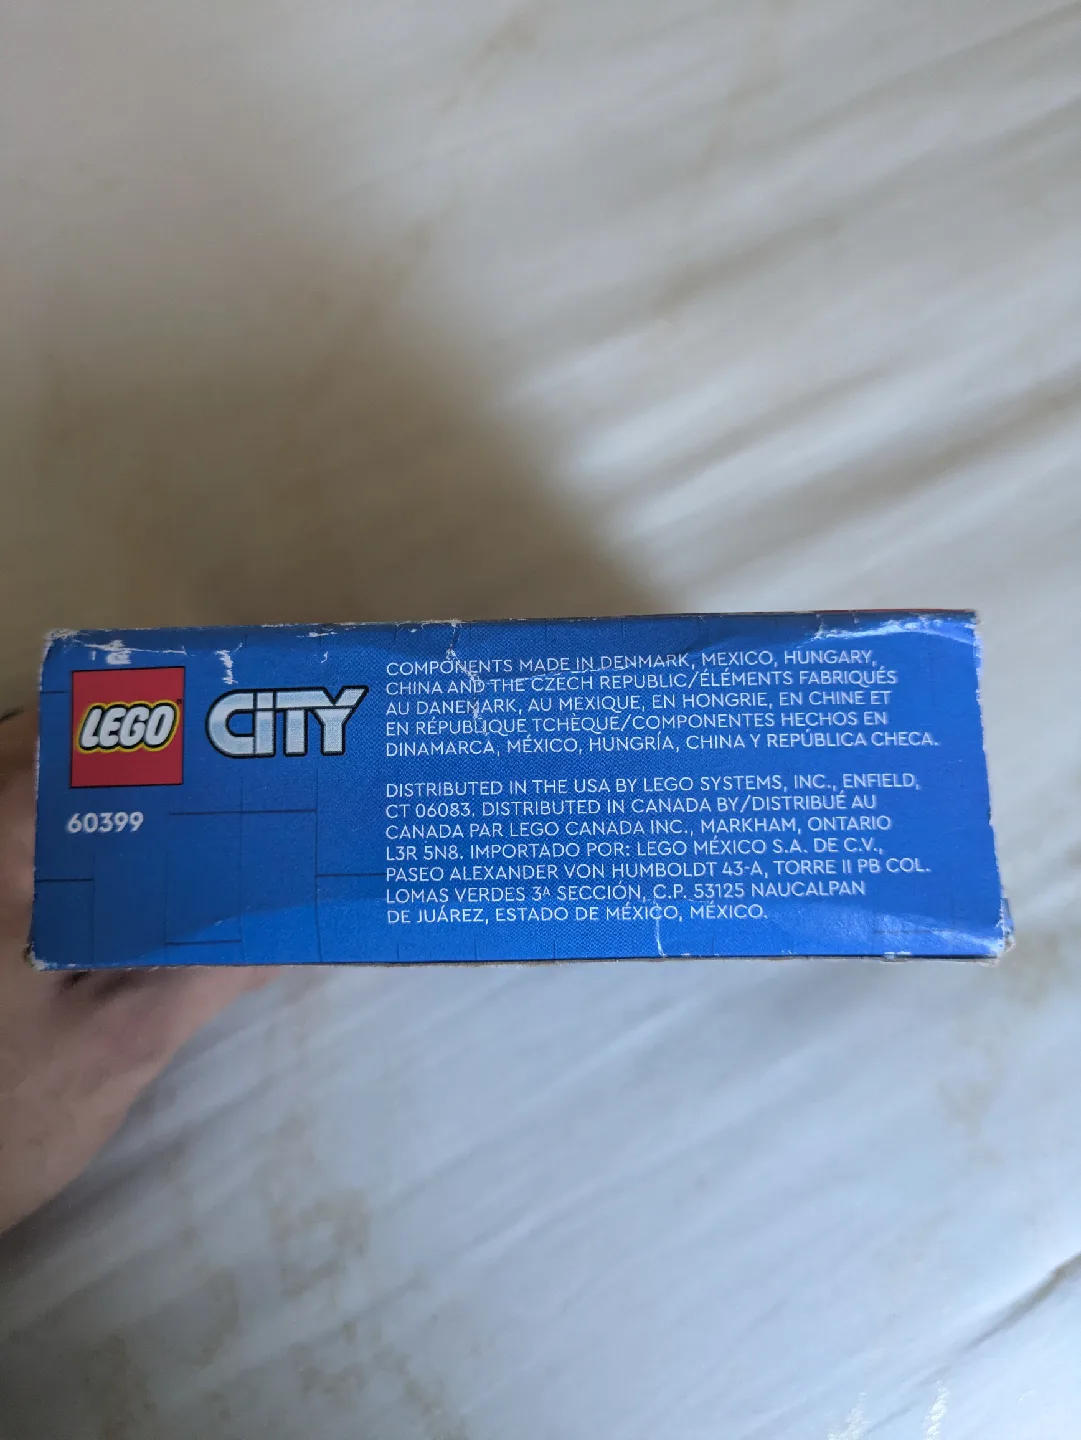 LEGO
CITY
60399
COMPONENTS MADE IN DENMARK, MEXICO, HUNGARY,
CHINA AND THE CZECH REPUBLIC/ÉLÉMENTS FABRIQUÉS
AU DANEMARK, AU MEXIQUE, EN HONGRIE, EN CHINE ET
EN RÉPUBLIQUE TCHÈQUE/COMPONENTES HECHOS EN
DINAMARCA, MÉXICO, HUNGRÍA, CHINA Y REPÚBLICA CHECA.
DISTRIBUTED IN THE USA BY LEGO SYSTEMS, INC., ENFIELD,
CT 06083. DISTRIBUTED IN CANADA BY/DISTRIBUÉ AU
CANADA PAR LEGO CANADA INC., MARKHAM, ONTARIO
L3R 5N8. IMPORTADO POR: LEGO MÉXICO S.A. DE C.V.,
PASEO ALEXANDER VON HUMBOLDT 43-A, TORRE II PB COL.
LOMAS VERDES 3ᴬ SECCIÓN, C.P. 53125 NAUCALPAN
DE JUÁREZ, ESTADO DE MÉXICO, MÉXICO.